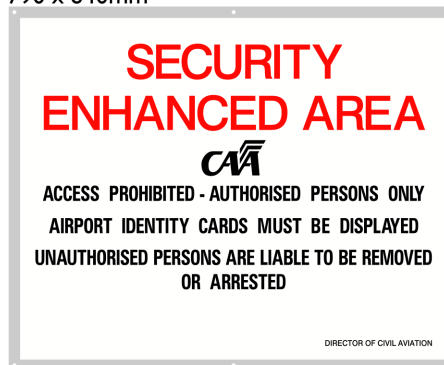 SECURITY
ENHANCED AREA
CAA
ACCESS PROHIBITED - AUTHORISED PERSONS ONLY
AIRPORT IDENTITY CARDS MUST BE DISPLAYED
UNAUTHORISED PERSONS ARE LIABLE TO BE REMOVED
OR ARRESTED
DIRECTOR OF CIVIL AVIATION